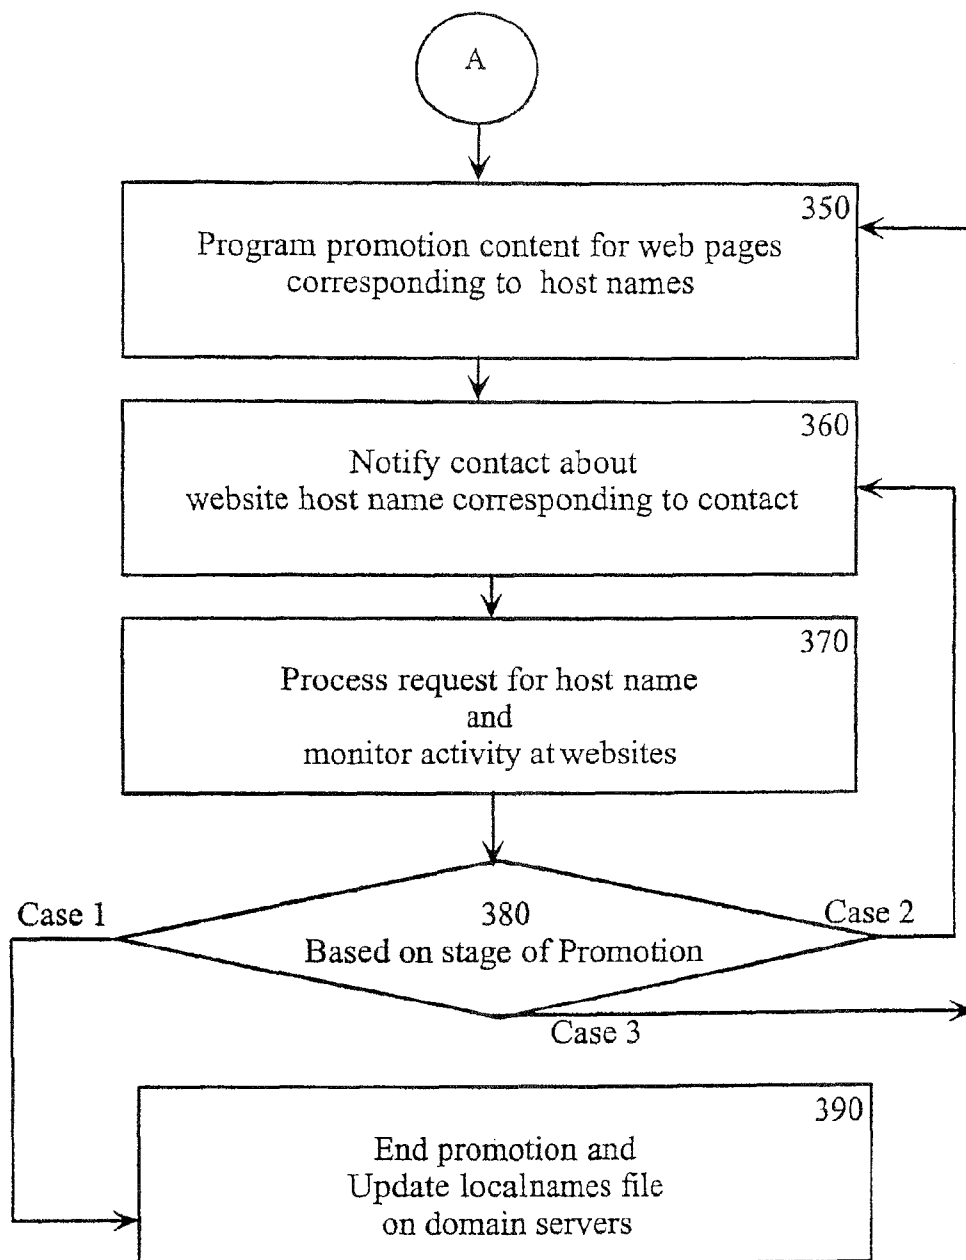 A
350
Program promotion content for web pages
corresponding to host names
360
Notify contact about
website host name corresponding to contact
370
Process request for host name
and
monitor activity at websites
Case 1
380
Case 2
Based on stage of Promotion
Case 3
390
End promotion and
Update localnames file
on domain servers